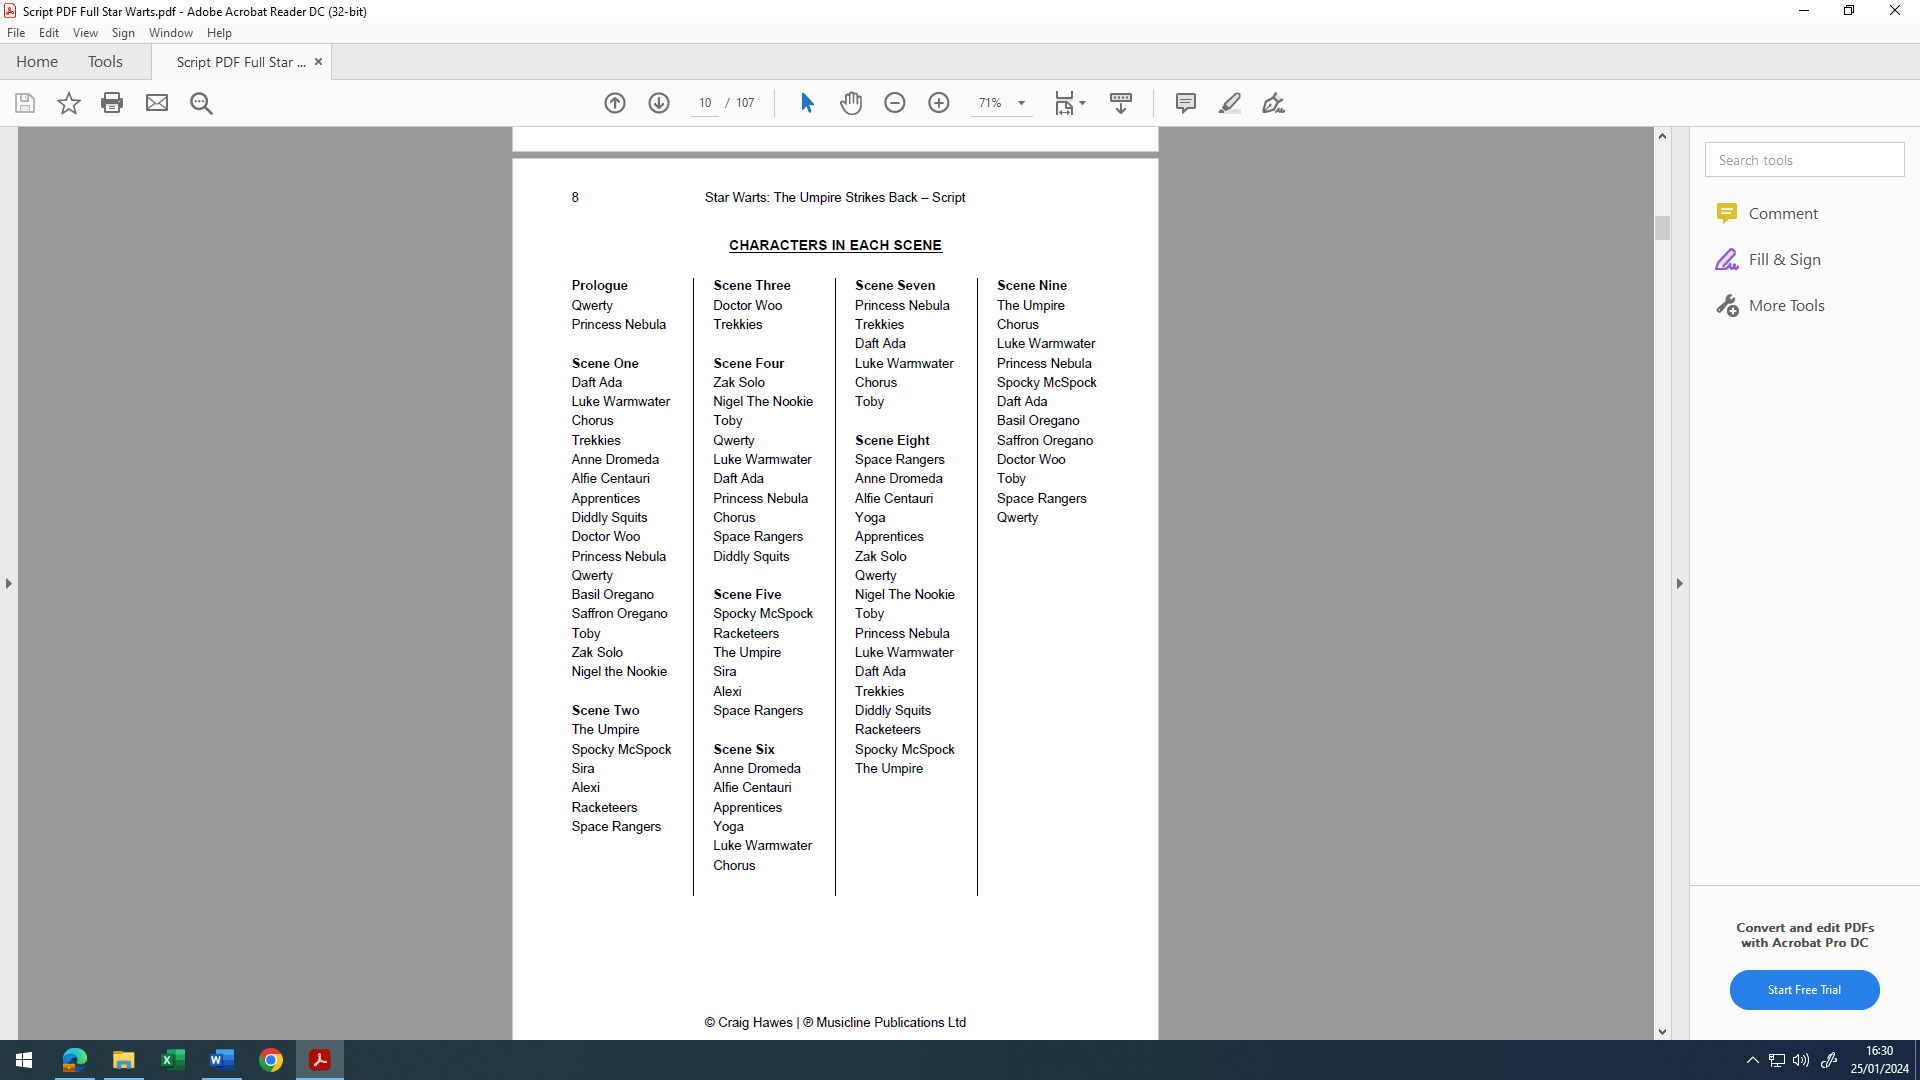 Script PDF Full Star Warts.pdf - Adobe Acrobat Reader DC (32-bit)
File Edit View Sign Window Help
Home Tools Script PDF Full Star ... ×
10 / 107 71%
8 Star Warts: The Umpire Strikes Back – Script
CHARACTERS IN EACH SCENE
Prologue
Qwerty
Princess Nebula
Scene One
Daft Ada
Luke Warmwater
Chorus
Trekkies
Anne Dromeda
Alfie Centauri
Apprentices
Diddly Squits
Doctor Woo
Princess Nebula
Qwerty
Basil Oregano
Saffron Oregano
Toby
Zak Solo
Nigel the Nookie
Scene Two
The Umpire
Spocky McSpock
Sira
Alexi
Racketeers
Space Rangers
Scene Three
Doctor Woo
Trekkies
Scene Four
Zak Solo
Nigel The Nookie
Toby
Qwerty
Luke Warmwater
Daft Ada
Princess Nebula
Chorus
Space Rangers
Diddly Squits
Scene Five
Spocky McSpock
Racketeers
The Umpire
Sira
Alexi
Space Rangers
Scene Six
Anne Dromeda
Alfie Centauri
Apprentices
Yoga
Luke Warmwater
Chorus
Scene Seven
Princess Nebula
Trekkies
Daft Ada
Luke Warmwater
Chorus
Toby
Scene Eight
Space Rangers
Anne Dromeda
Alfie Centauri
Yoga
Apprentices
Zak Solo
Qwerty
Nigel The Nookie
Toby
Princess Nebula
Luke Warmwater
Daft Ada
Trekkies
Diddly Squits
Racketeers
Spocky McSpock
The Umpire
Scene Nine
The Umpire
Chorus
Luke Warmwater
Princess Nebula
Spocky McSpock
Daft Ada
Basil Oregano
Saffron Oregano
Doctor Woo
Toby
Space Rangers
Qwerty
© Craig Hawes | ℗ Musicline Publications Ltd
Search tools
Comment
Fill & Sign
More Tools
Convert and edit PDFs
with Acrobat Pro DC
Start Free Trial
16:30
25/01/2024